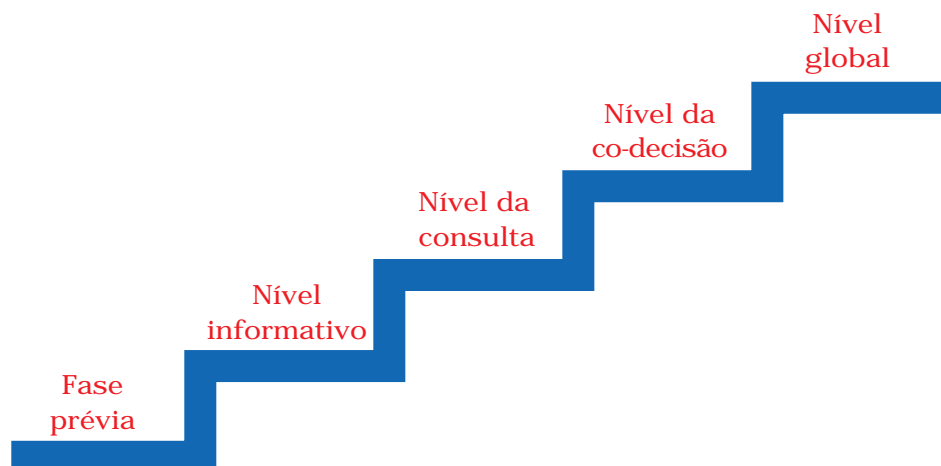 Nível
global
Nível da
co-decisão
Nível da
consulta
Nível
informativo
Fase
prévia